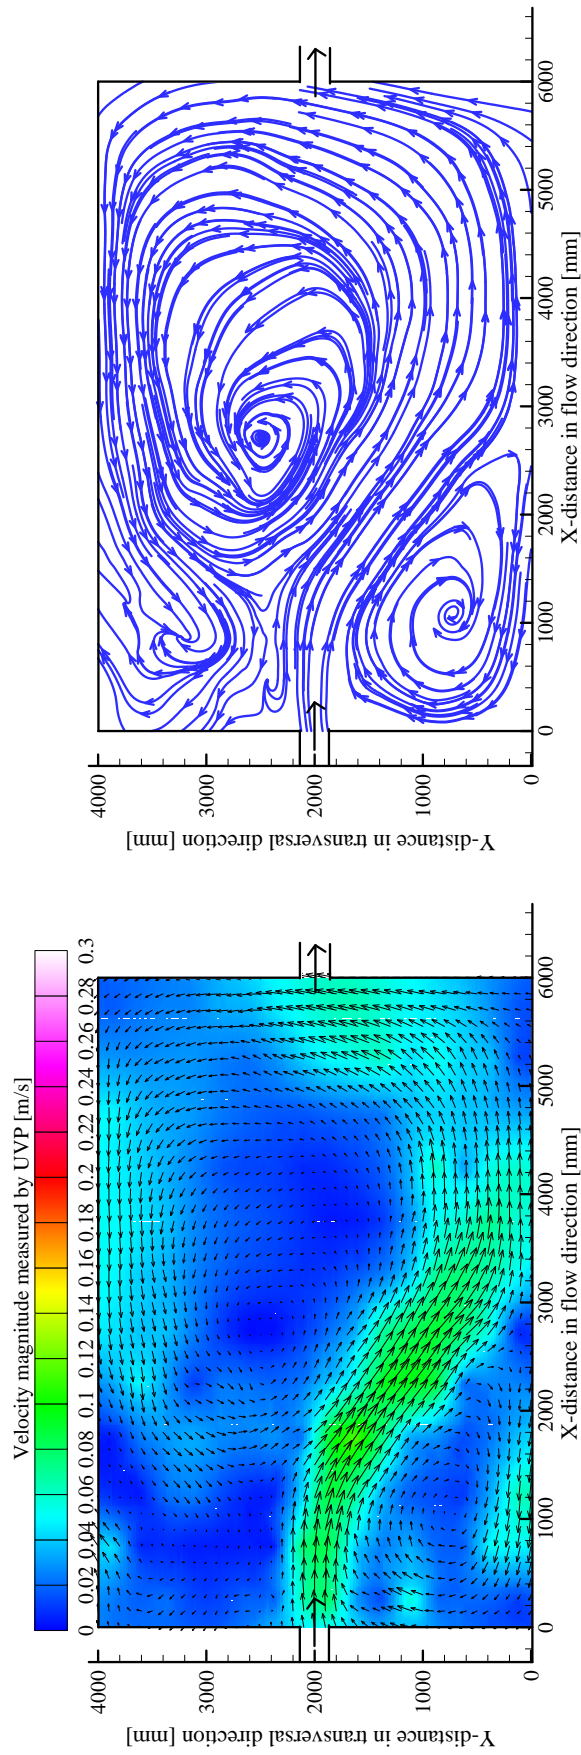 Velocity magnitude measured by UVP [m/s]
0 0.02 0.04 0.06 0.08 0.1 0.12 0.14 0.16 0.18 0.2 0.22 0.24 0.26 0.28 0.3
Y-distance in transversal direction [mm]
4000
3000
2000
1000
0
0 1000 2000 3000 4000 5000 6000
X-distance in flow direction [mm]
Y-distance in transversal direction [mm]
4000
3000
2000
1000
0
0 1000 2000 3000 4000 5000 6000
X-distance in flow direction [mm]